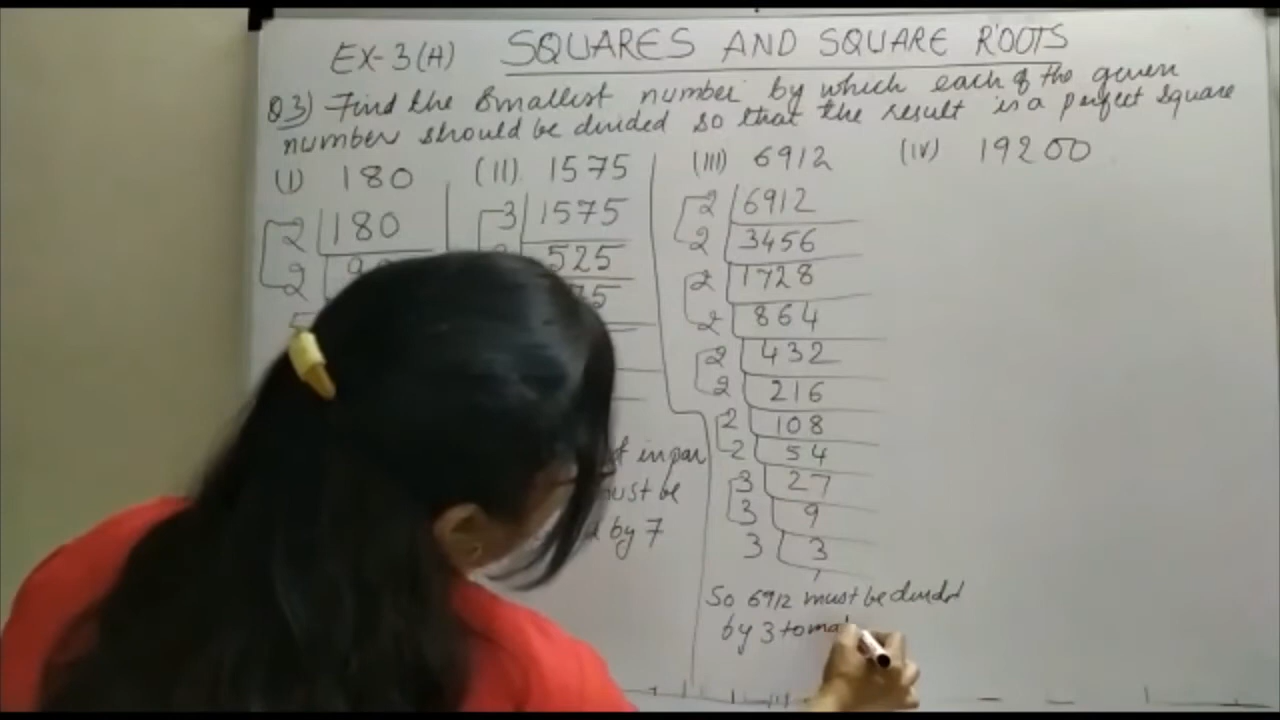 EX-3(A) SQUARES AND SQUARE ROOTS
Q3) Find the Smallest number by which each of the given
number should be divided so that the result is a perfect square
(I) 180 (II) 1575 (III) 6912 (IV) 19200
2 180
2
5
3 1575
525
in pair
must be
by 7
2 6912
2 3456
2 1728
2 864
2 432
2 216
2 108
2 54
3 27
3 9
3 3
So 6912 must be divided
by 3 to